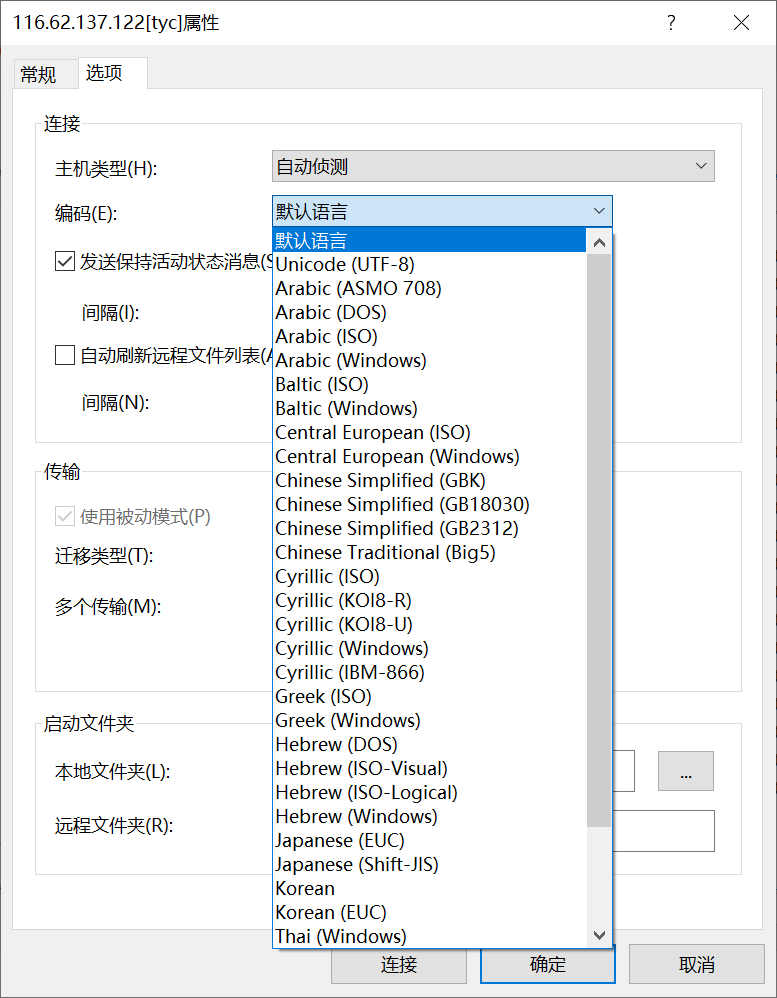 116.62.137.122[tyc]属性
?
常规
选项
连接
主机类型(H):
自动侦测
编码(E):
默认语言
默认语言
Unicode (UTF-8)
发送保持活动状态消息(S
Arabic (ASMO 708)
间隔(I):
Arabic (DOS)
Arabic (ISO)
自动刷新远程文件列表(A
Arabic (Windows)
Baltic (ISO)
间隔(N):
Baltic (Windows)
Central European (ISO)
Central European (Windows)
传输
Chinese Simplified (GBK)
Chinese Simplified (GB18030)
使用被动模式(P)
Chinese Simplified (GB2312)
迁移类型(T):
Chinese Traditional (Big5)
Cyrillic (ISO)
多个传输(M):
Cyrillic (KOI8-R)
Cyrillic (KOI8-U)
Cyrillic (Windows)
Cyrillic (IBM-866)
Greek (ISO)
启动文件夹
Greek (Windows)
Hebrew (DOS)
本地文件夹(L):
Hebrew (ISO-Visual)
...
Hebrew (ISO-Logical)
远程文件夹(R):
Hebrew (Windows)
Japanese (EUC)
Japanese (Shift-JIS)
Korean
Korean (EUC)
Thai (Windows)
连接
确定
取消